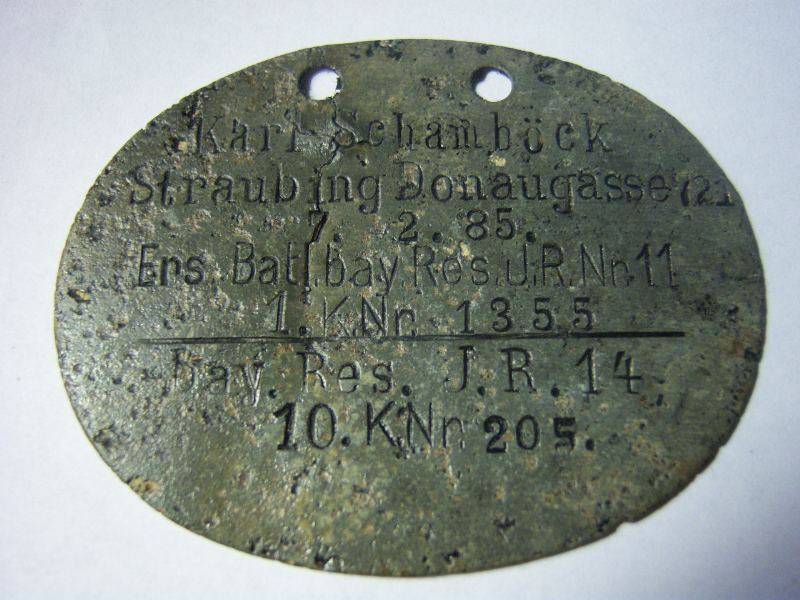 Karl Schamböck
Straubing Donaugasse 721
7. 2. 85.
Ers. Batl. bay. Res. J.R. Nr. 11
1. K. Nr. 1355
bay. Res. J.R. 14
10. K. Nr. 205.